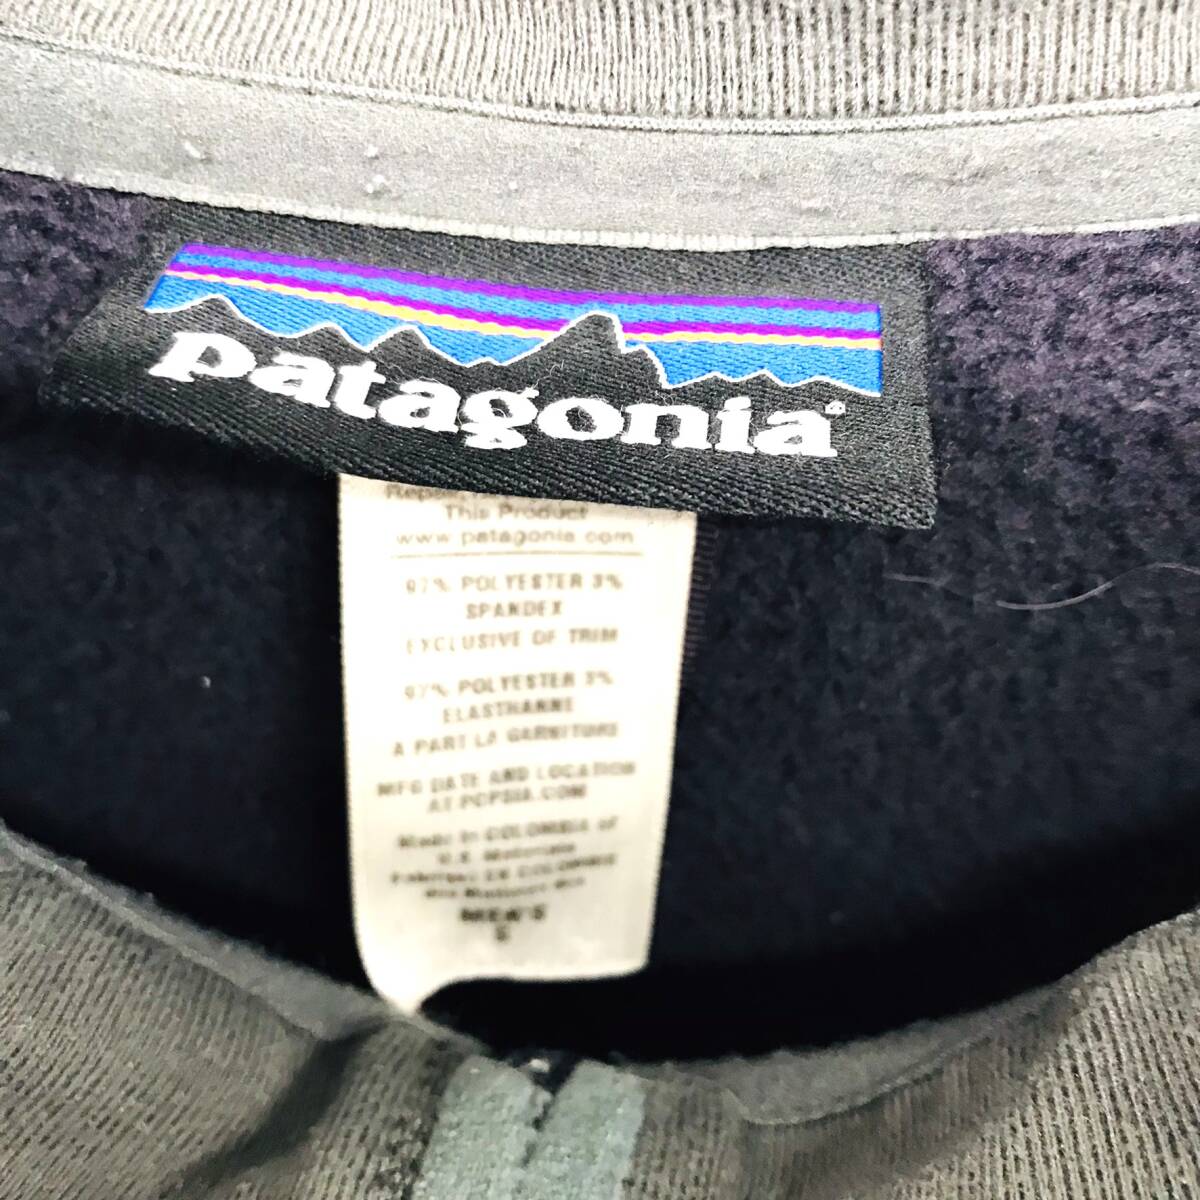 patagonia®
This Product
www.patagonia.com
97% POLYESTER 3%
SPANDEX
EXCLUSIVE OF TRIM
97% POLYESTER 3%
ELASTHANNE
A PART LA GARNITURE
MFG DATE AND LOCATION
AT PCPSIA.COM
Made in COLOMBIA of
U.S. Materials
MEN'S
S